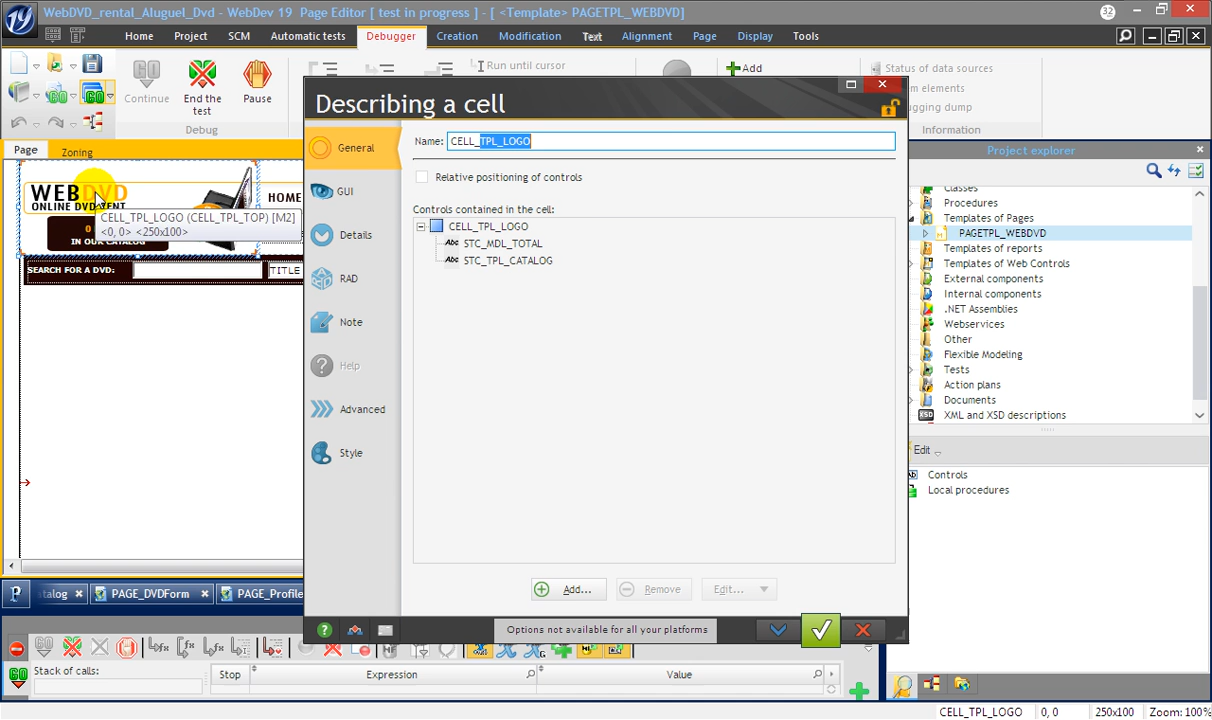 WebDVD_rental_Aluguel_Dvd - WebDev 19 Page Editor [ test in progress ] - [ <Template> PAGETPL_WEBDVD]
32
19
Home Project SCM Automatic tests Debugger Creation Modification Text Alignment Page Display Tools
GO
GO
GO
Continue
End the
test
Pause
Debug
Run until cursor
Add
Status of data sources
Information
Page
Zoning
WEBDVD
IN OUR CATALOG
HOME
CELL_TPL_LOGO (CELL_TPL_TOP) [M2]
<0, 0> <250x100>
SEARCH FOR A DVD:
TITLE
Describing a cell
General
GUI
Details
RAD
Note
Help
Advanced
Style
Name: CELL_TPL_LOGO
Relative positioning of controls
Controls contained in the cell:
CELL_TPL_LOGO
STC_MDL_TOTAL
STC_TPL_CATALOG
Add...
Remove
Edit...
Options not available for all your platforms
Project explorer
Classes
Procedures
Templates of Pages
PAGETPL_WEBDVD
Templates of reports
Templates of Web Controls
External components
Internal components
.NET Assemblies
Webservices
Other
Flexible Modeling
Tests
Action plans
Documents
XML and XSD descriptions
Edit
Controls
Local procedures
PAGE_DVDForm
PAGE_Profile
Stack of calls:
Stop
Expression
Value
CELL_TPL_LOGO 0, 0 250x100 Zoom: 100%